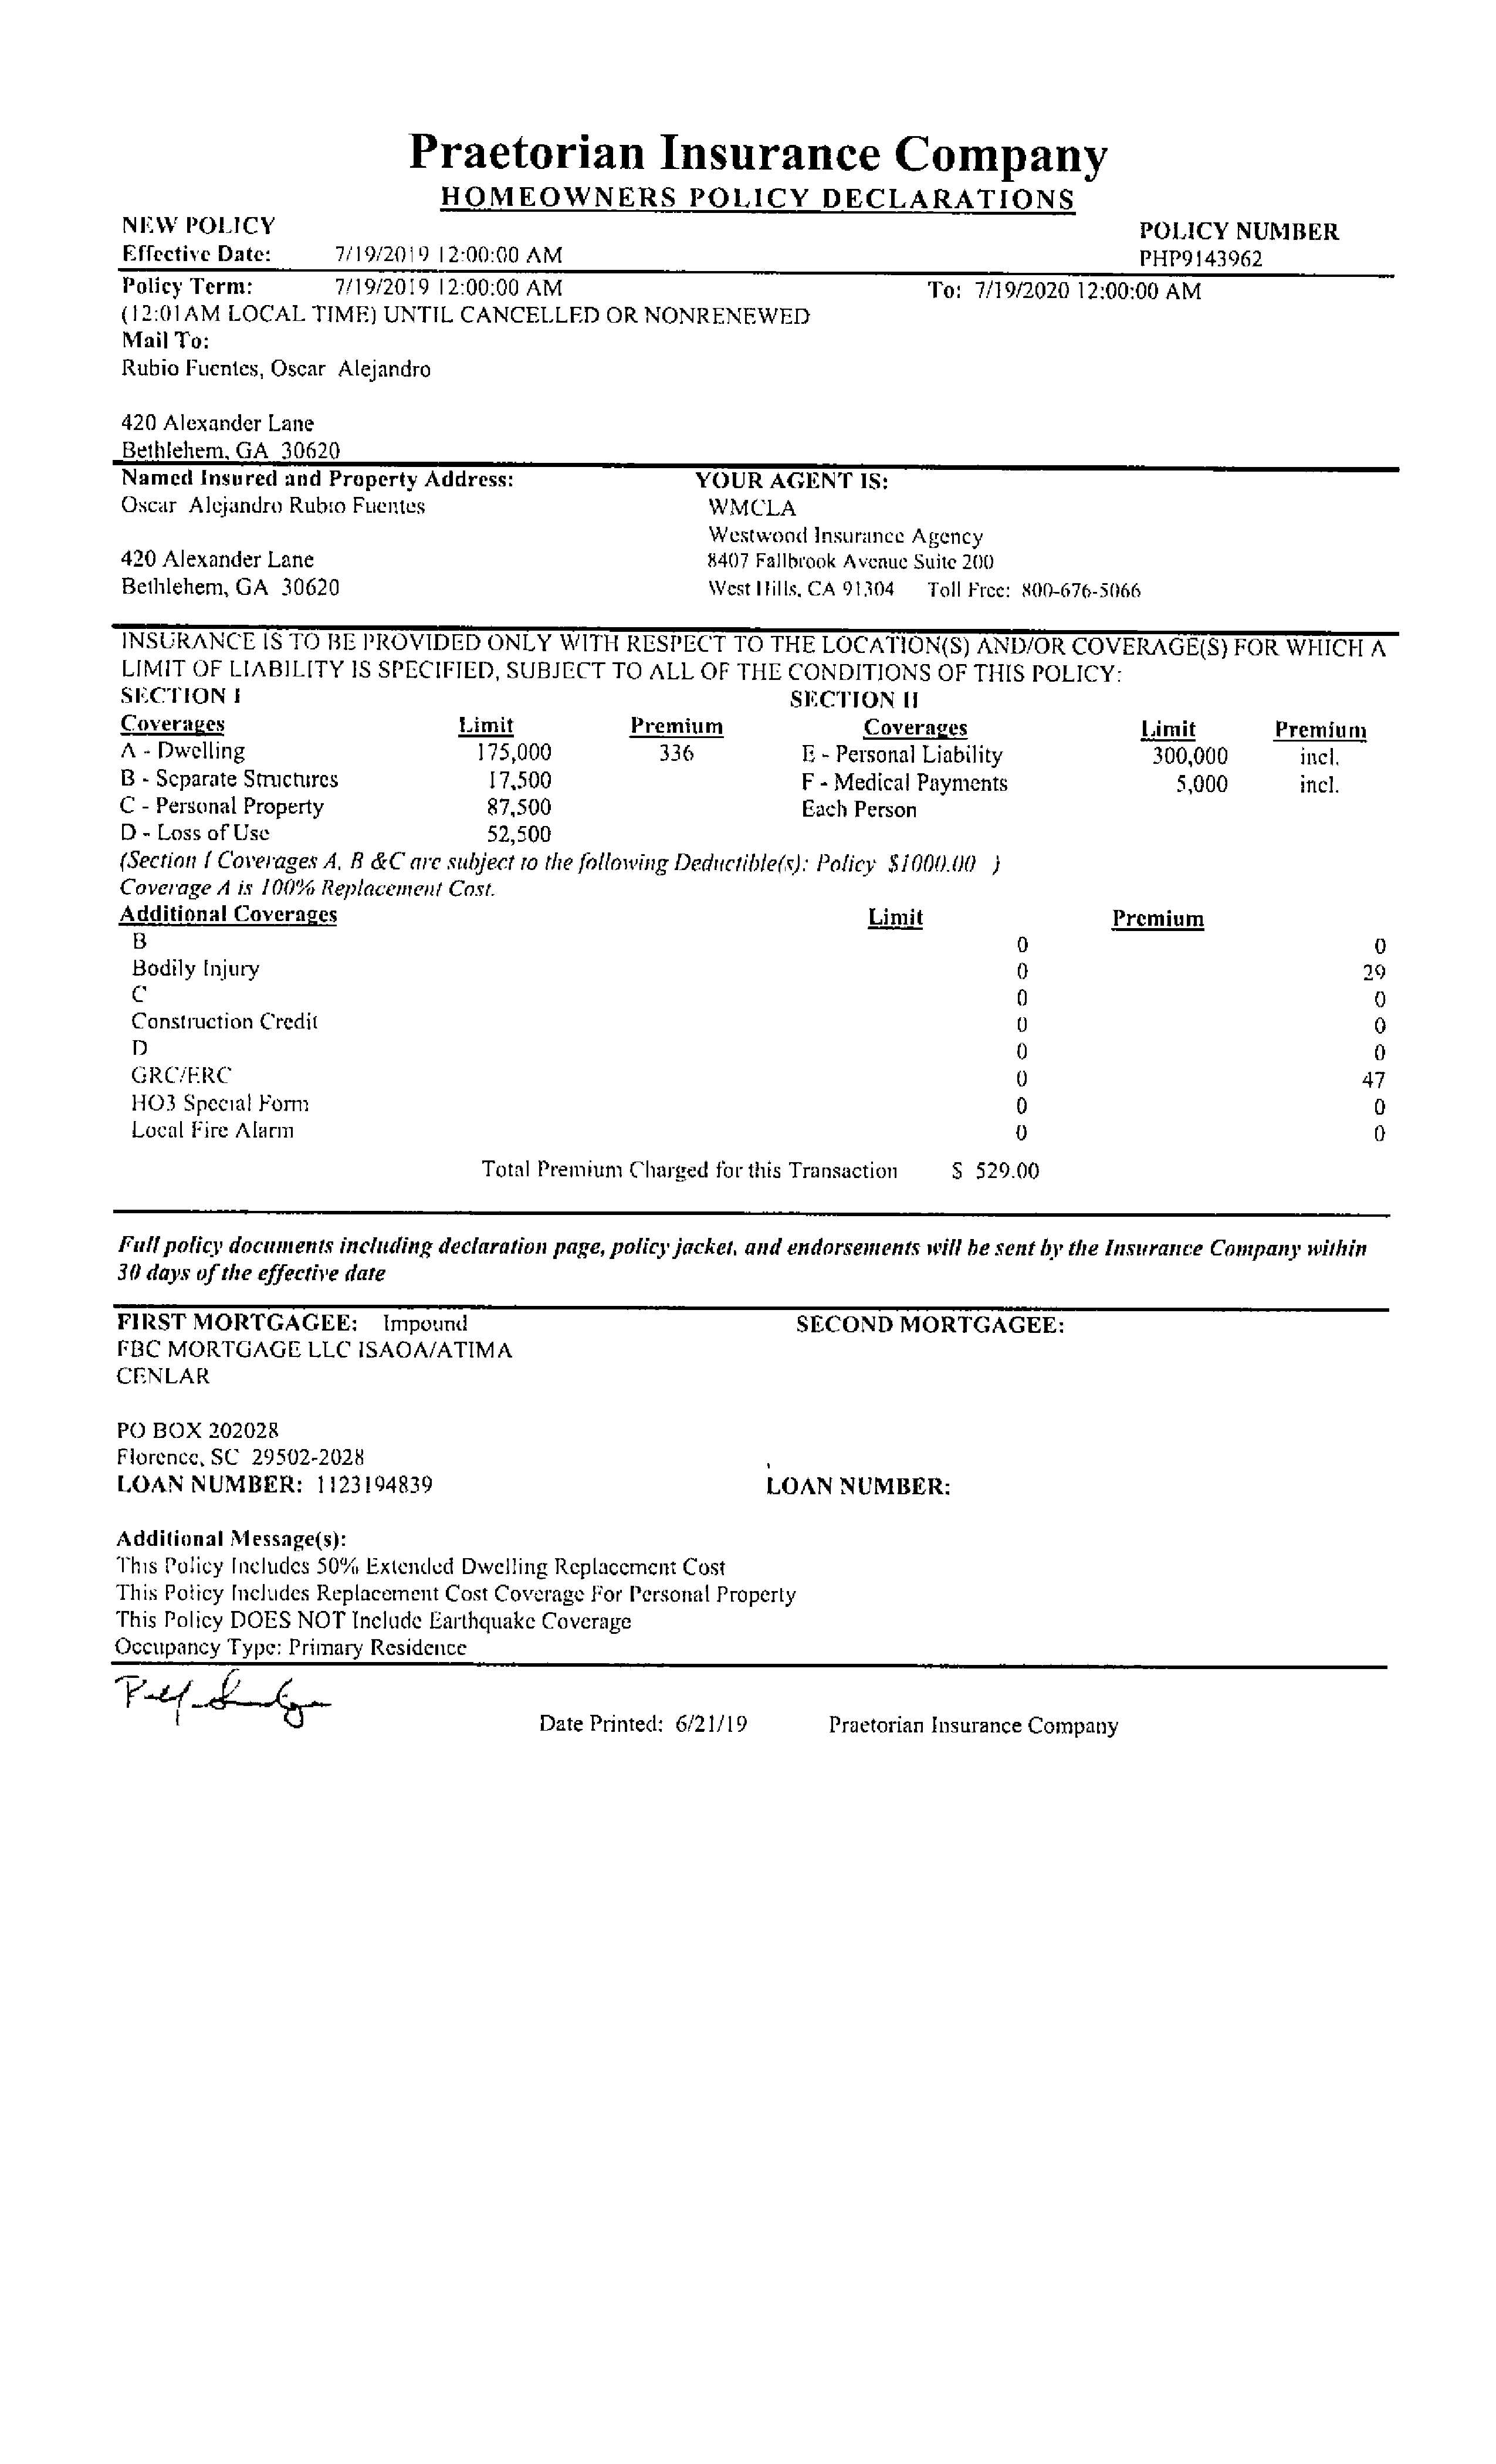 Praetorian Insurance Company
HOMEOWNERS POLICY DECLARATIONS
NEW POLICY
POLICY NUMBER
Effective Date: 7/19/2019 12:00:00 AM
PHP9143962
Policy Term: 7/19/2019 12:00:00 AM To: 7/19/2020 12:00:00 AM
(12:01AM LOCAL TIME) UNTIL CANCELLED OR NONRENEWED
Mail To:
Rubio Fuentes, Oscar Alejandro
420 Alexander Lane
Bethlehem, GA 30620
Named Insured and Property Address: YOUR AGENT IS:
Oscar Alejandro Rubio Fuentes WMCLA
Westwood Insurance Agency
420 Alexander Lane 8407 Fallbrook Avenue Suite 200
Bethlehem, GA 30620 West Hills, CA 91304 Toll Free: 800-676-5066
INSURANCE IS TO BE PROVIDED ONLY WITH RESPECT TO THE LOCATION(S) AND/OR COVERAGE(S) FOR WHICH A
LIMIT OF LIABILITY IS SPECIFIED, SUBJECT TO ALL OF THE CONDITIONS OF THIS POLICY:
SECTION I SECTION II
Coverages Limit Premium Coverages Limit Premium
A - Dwelling 175,000 336 E - Personal Liability 300,000 incl.
B - Separate Structures 17,500 F - Medical Payments 5,000 incl.
C - Personal Property 87,500 Each Person
D - Loss of Use 52,500
(Section I Coverages A, B &C are subject to the following Deductible(s): Policy $1000.00 )
Coverage A is 100% Replacement Cost.
Additional Coverages Limit Premium
B 0 0
Bodily Injury 0 29
C 0 0
Construction Credit 0 0
D 0 0
GRC/ERC 0 47
HO3 Special Form 0 0
Local Fire Alarm 0 0
Total Premium Charged for this Transaction $ 529.00
Full policy documents including declaration page, policy jacket, and endorsements will be sent by the Insurance Company within
30 days of the effective date
FIRST MORTGAGEE: Impound SECOND MORTGAGEE:
FBC MORTGAGE LLC ISAOA/ATIMA
CENLAR
PO BOX 202028
Florence, SC 29502-2028
LOAN NUMBER: 1123194839 LOAN NUMBER:
Additional Message(s):
This Policy Includes 50% Extended Dwelling Replacement Cost
This Policy Includes Replacement Cost Coverage For Personal Property
This Policy DOES NOT Include Earthquake Coverage
Occupancy Type: Primary Residence
Date Printed: 6/21/19 Praetorian Insurance Company